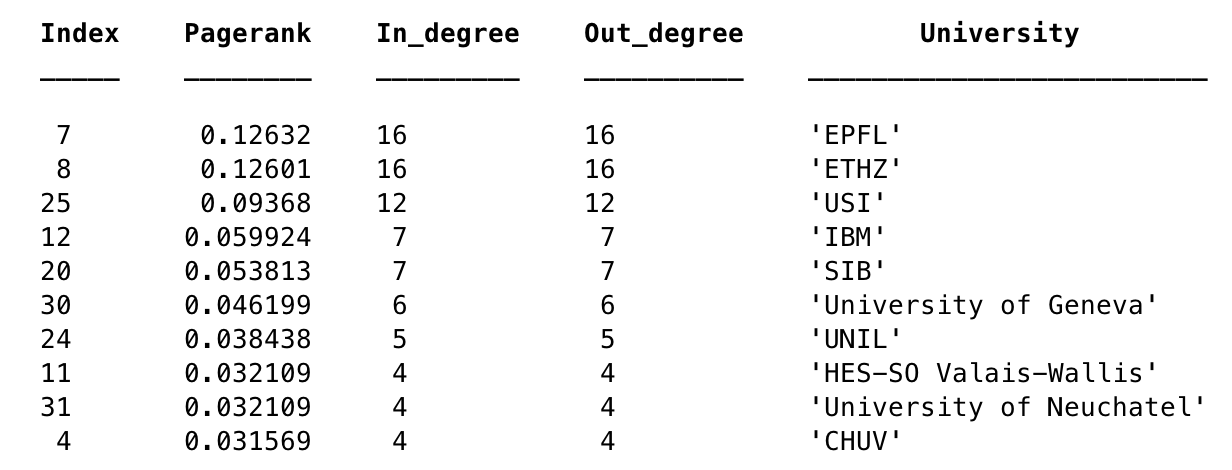 Index Pagerank In_degree Out_degree University
7 0.12632 16 16 'EPFL'
8 0.12601 16 16 'ETHZ'
25 0.09368 12 12 'USI'
12 0.059924 7 7 'IBM'
20 0.053813 7 7 'SIB'
30 0.046199 6 6 'University of Geneva'
24 0.038438 5 5 'UNIL'
11 0.032109 4 4 'HES-SO Valais-Wallis'
31 0.032109 4 4 'University of Neuchatel'
4 0.031569 4 4 'CHUV'